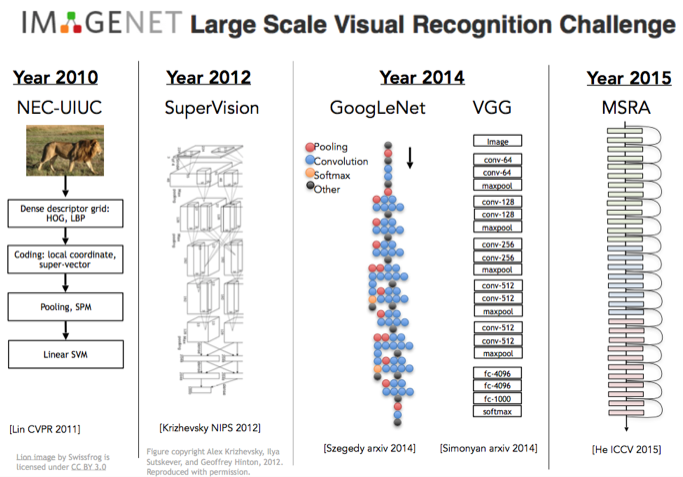 IMAGENET Large Scale Visual Recognition Challenge
Year 2010
NEC-UIUC
Dense descriptor grid:
HOG, LBP
Coding: local coordinate,
super-vector
Pooling, SPM
Linear SVM
[Lin CVPR 2011]
Lion image by Swissfrog is
licensed under CC BY 3.0
Year 2012
SuperVision
[Krizhevsky NIPS 2012]
Figure copyright Alex Krizhevsky, Ilya
Sutskever, and Geoffrey Hinton, 2012.
Reproduced with permission.
Year 2014
GoogLeNet
Pooling
Convolution
Softmax
Other
[Szegedy arxiv 2014]
VGG
Image
conv-64
conv-64
maxpool
conv-128
conv-128
maxpool
conv-256
conv-256
maxpool
conv-512
conv-512
maxpool
conv-512
conv-512
maxpool
fc-4096
fc-4096
fc-1000
softmax
[Simonyan arxiv 2014]
Year 2015
MSRA
[He ICCV 2015]